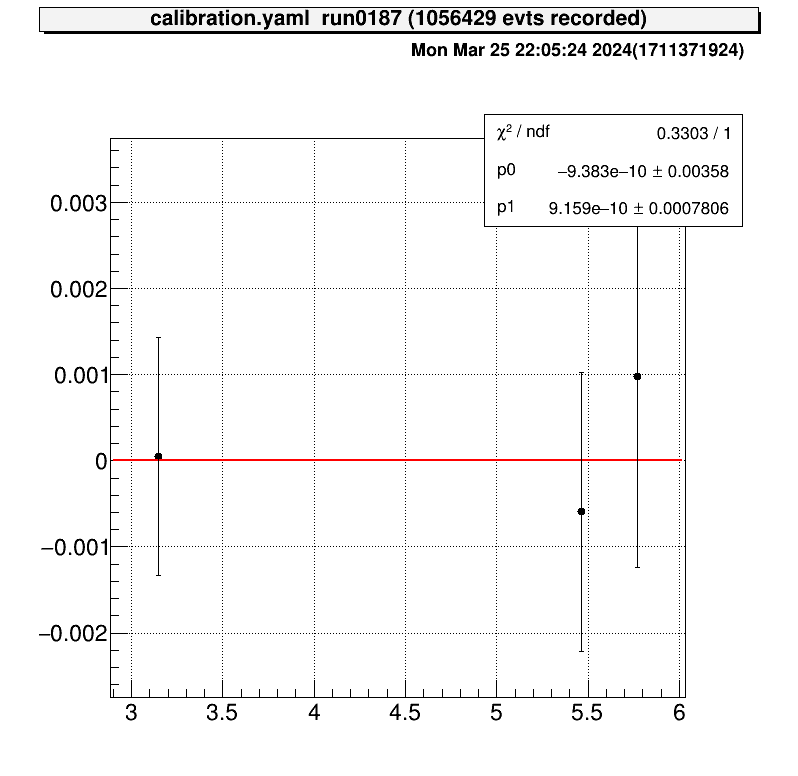 calibration.yaml  run0187 (1056429 evts recorded)
Mon Mar 25 22:05:24 2024(1711371924)
χ² / ndf 0.3303 / 1
p0 −9.383e−10 ± 0.00358
p1 9.159e−10 ± 0.0007806
0.003
0.002
0.001
0
−0.001
−0.002
3 3.5 4 4.5 5 5.5 6